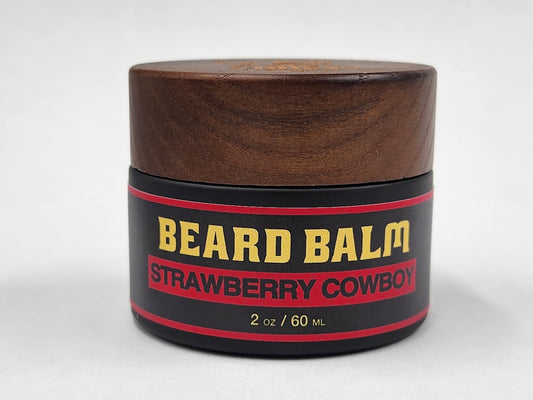 BEARD BALM
STRAWBERRY COWBOY
2 OZ / 60 ML